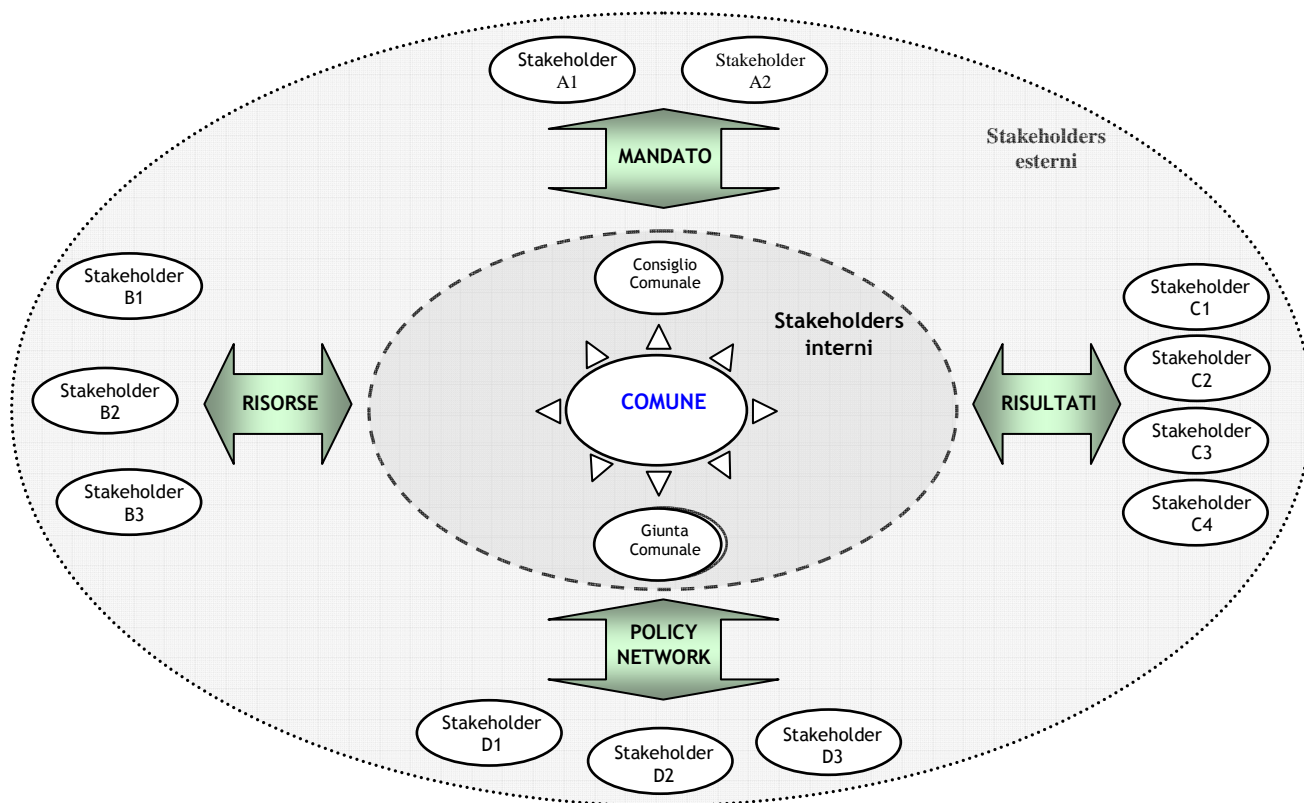 Stakeholder
A1
Stakeholder
A2
MANDATO
Stakeholders
esterni
Stakeholder
B1
Stakeholder
B2
Stakeholder
B3
RISORSE
Consiglio
Comunale
Stakeholders
interni
COMUNE
Giunta
Comunale
RISULTATI
Stakeholder
C1
Stakeholder
C2
Stakeholder
C3
Stakeholder
C4
POLICY
NETWORK
Stakeholder
D1
Stakeholder
D2
Stakeholder
D3